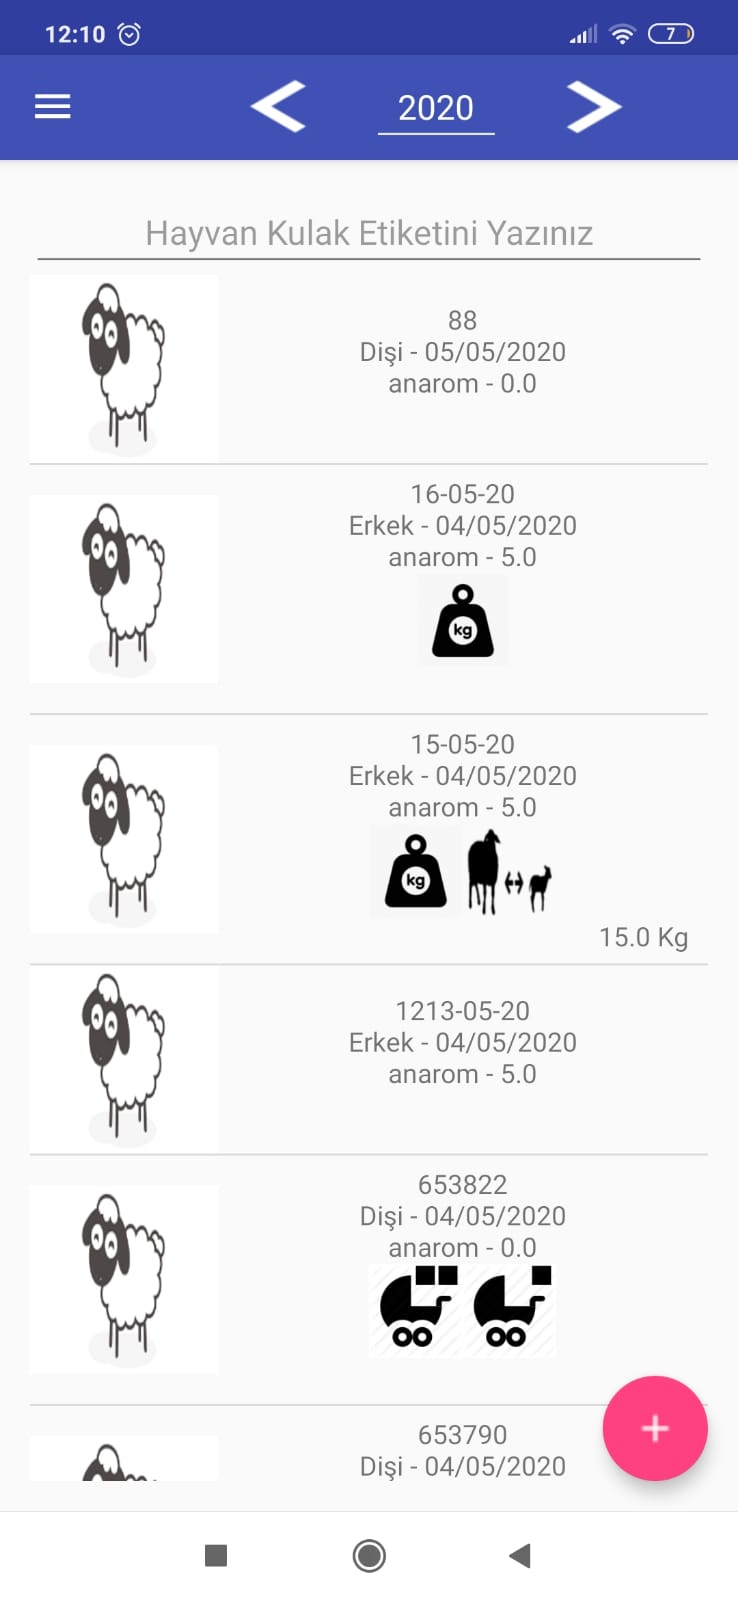 12:10
7
2020
Hayvan Kulak Etiketini Yazınız
88
Dişi - 05/05/2020
anarom - 0.0
16-05-20
Erkek - 04/05/2020
anarom - 5.0
kg
15-05-20
Erkek - 04/05/2020
anarom - 5.0
kg
15.0 Kg
1213-05-20
Erkek - 04/05/2020
anarom - 5.0
653822
Dişi - 04/05/2020
anarom - 0.0
653790
Dişi - 04/05/2020